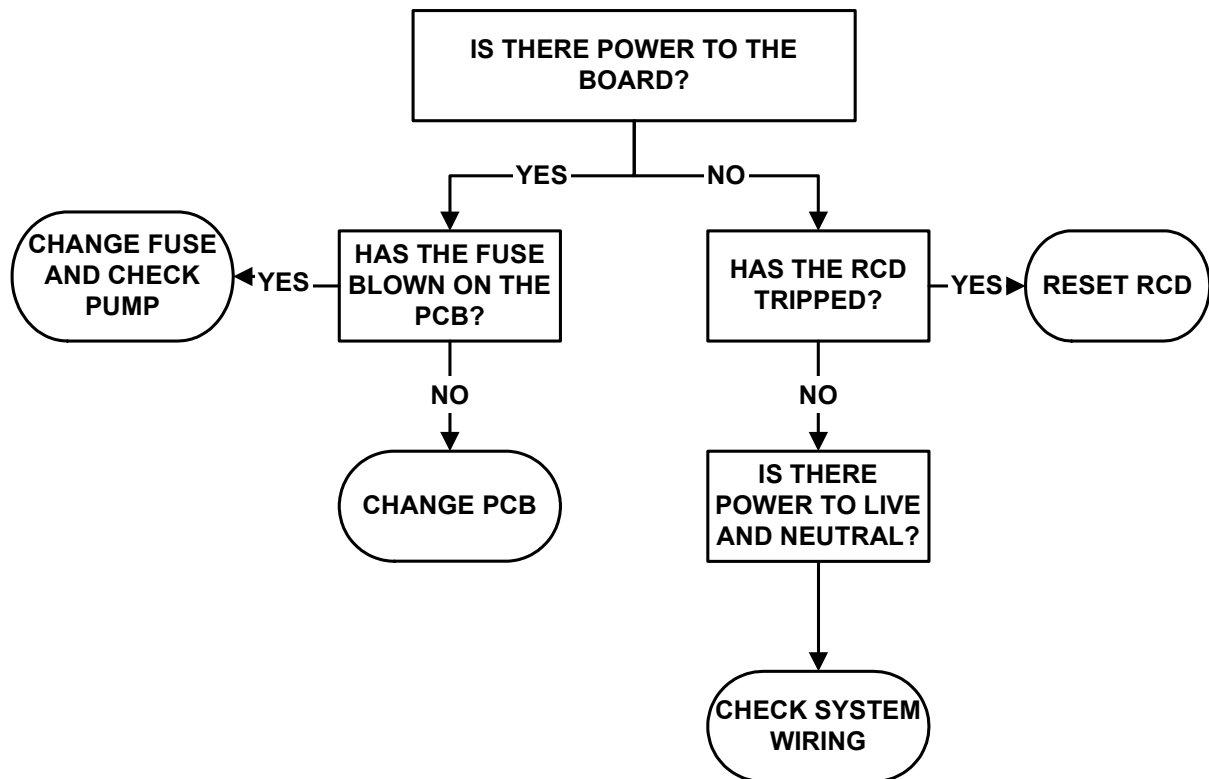 IS THERE POWER TO THE
BOARD?
YES
NO
CHANGE FUSE
AND CHECK
PUMP
YES
HAS THE FUSE
BLOWN ON THE
PCB?
HAS THE RCD
TRIPPED?
YES
RESET RCD
NO
NO
CHANGE PCB
IS THERE
POWER TO LIVE
AND NEUTRAL?
CHECK SYSTEM
WIRING